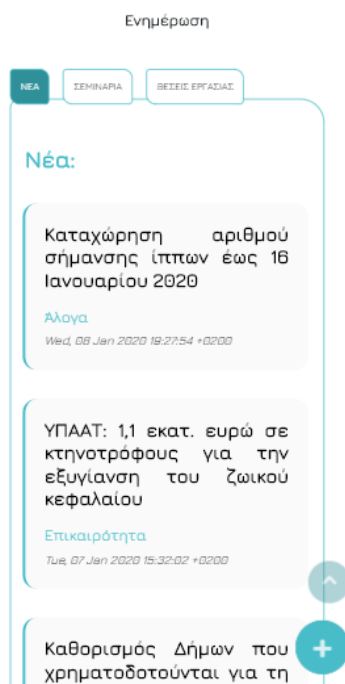 Ενημέρωση
ΝΕΑ ΣΕΜΙΝΑΡΙΑ ΘΕΣΕΙΣ ΕΡΓΑΣΙΑΣ
Νέα:
Καταχώρηση αριθμού
σήμανσης ίππων έως 16
Ιανουαρίου 2020
Άλογα
Wed, 08 Jan 2020 19:27:54 +0200
ΥΠΑΑΤ: 1,1 εκατ. ευρώ σε
κτηνοτρόφους για την
εξυγίανση του ζωικού
κεφαλαίου
Επικαιρότητα
Tue, 07 Jan 2020 15:32:02 +0200
Καθορισμός Δήμων που
χρηματοδοτούνται για τη